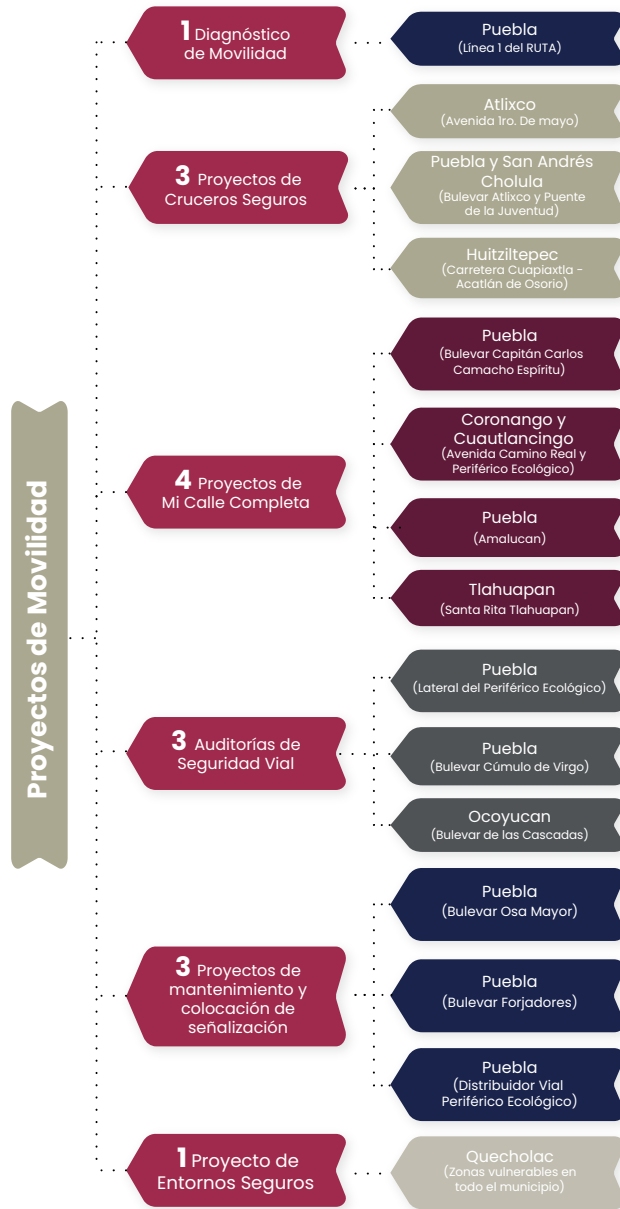 Proyectos de Movilidad
1 Diagnóstico
de Movilidad
Puebla
(Línea 1 del RUTA)
3 Proyectos de
Cruceros Seguros
Atlixco
(Avenida 1ro. De mayo)
Puebla y San Andrés
Cholula
(Bulevar Atlixco y Puente
de la Juventud)
Huitziltepec
(Carretera Cuapiaxtla -
Acatlán de Osorio)
4 Proyectos de
Mi Calle Completa
Puebla
(Bulevar Capitán Carlos
Camacho Espíritu)
Coronango y
Cuautlancingo
(Avenida Camino Real y
Periférico Ecológico)
Puebla
(Amalucan)
Tlahuapan
(Santa Rita Tlahuapan)
3 Auditorías de
Seguridad Vial
Puebla
(Lateral del Periférico Ecológico)
Puebla
(Bulevar Cúmulo de Virgo)
Ocoyucan
(Bulevar de las Cascadas)
3 Proyectos de
mantenimiento y
colocación de
señalización
Puebla
(Bulevar Osa Mayor)
Puebla
(Bulevar Forjadores)
Puebla
(Distribuidor Vial
Periférico Ecológico)
1 Proyecto de
Entornos Seguros
Quecholac
(Zonas vulnerables en
todo el municipio)